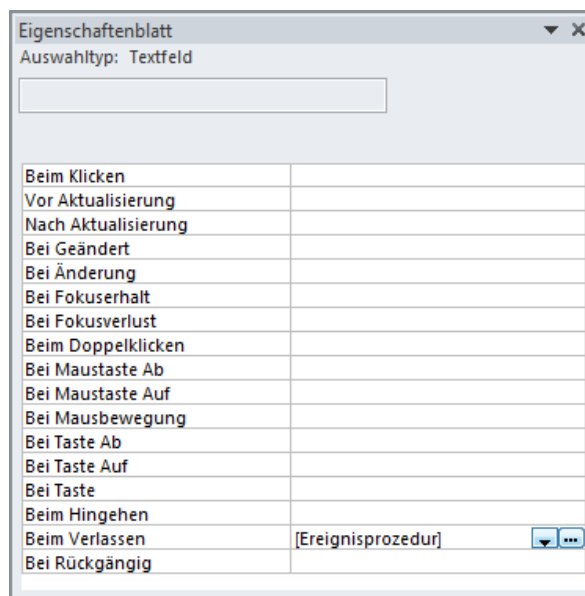 Eigenschaftenblatt
Auswahltyp: Textfeld
Beim Klicken
Vor Aktualisierung
Nach Aktualisierung
Bei Geändert
Bei Änderung
Bei Fokuserhalt
Bei Fokusverlust
Beim Doppelklicken
Bei Maustaste Ab
Bei Maustaste Auf
Bei Mausbewegung
Bei Taste Ab
Bei Taste Auf
Bei Taste
Beim Hingehen
Beim Verlassen [Ereignisprozedur]
Bei Rückgängig